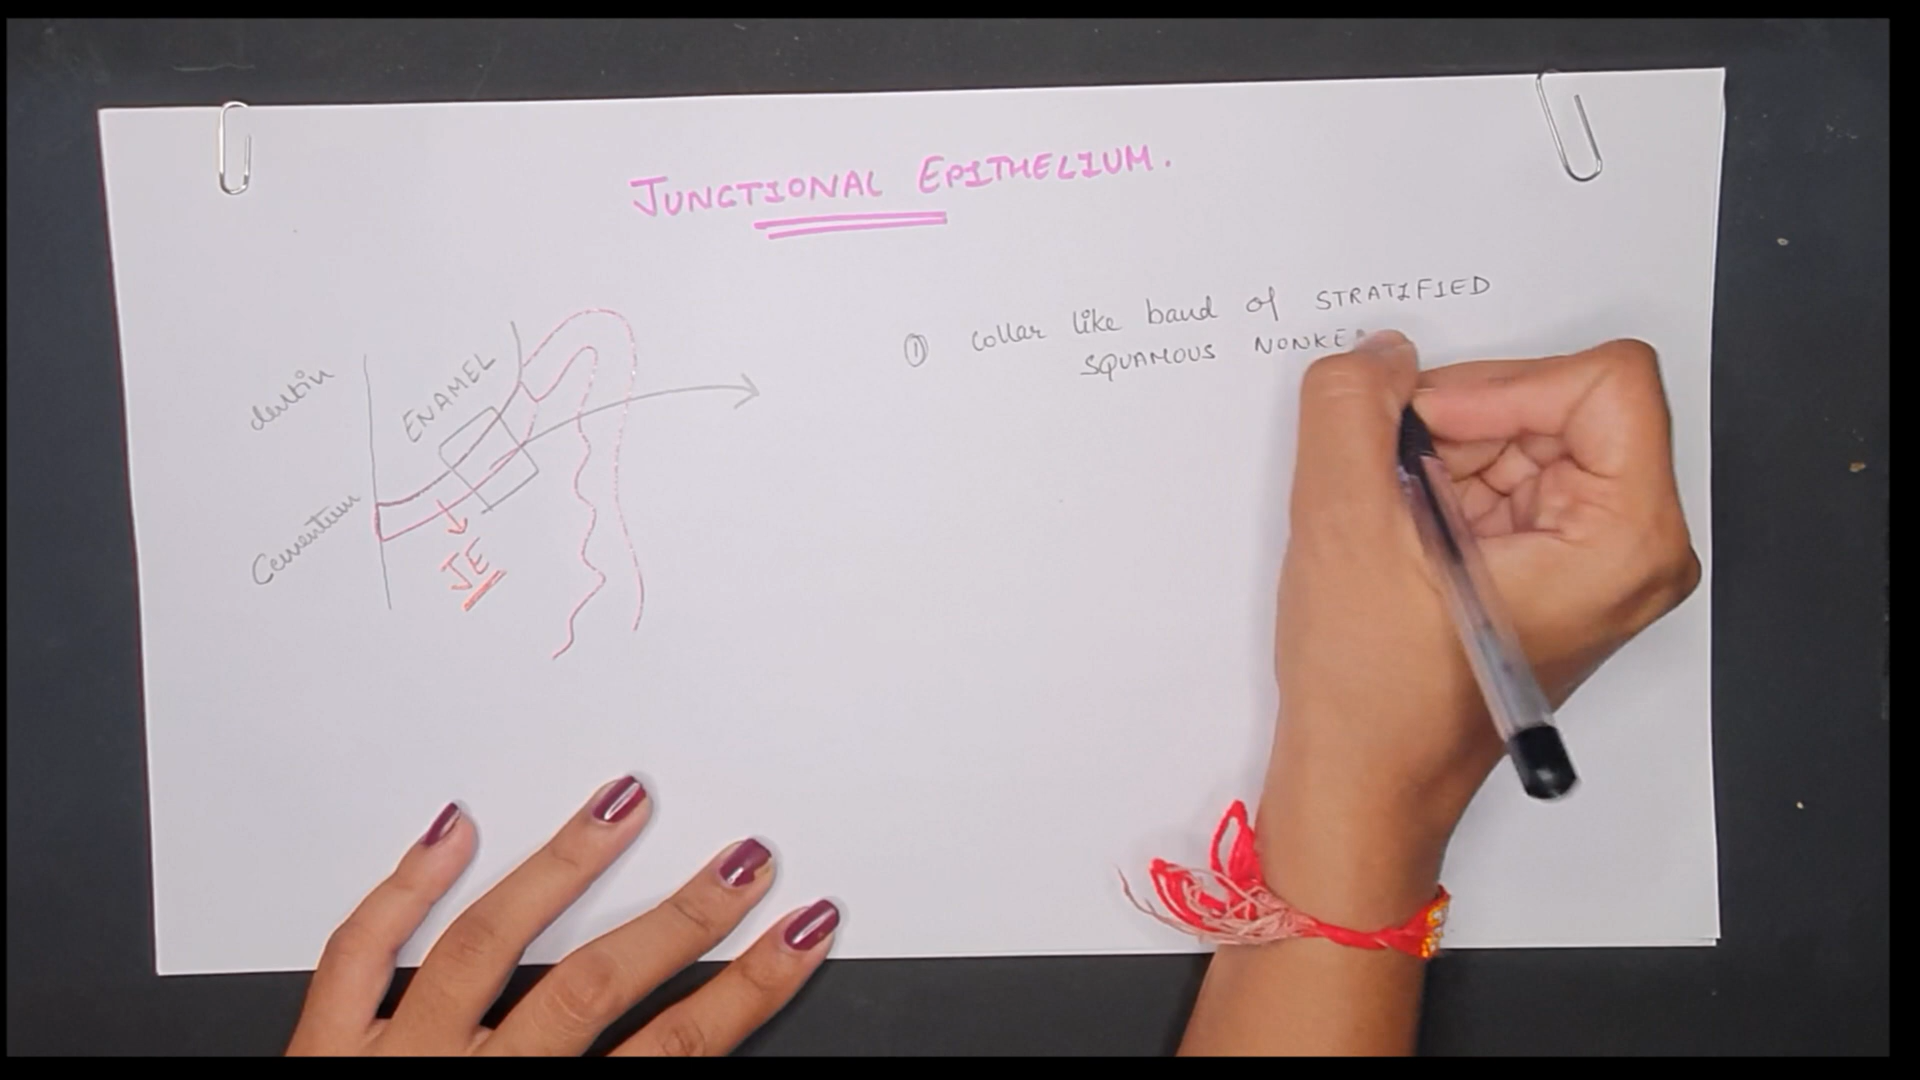 JUNCTIONAL EPITHELIUM.
① Collar like band of STRATIFIED
SQUAMOUS NONKE
dentin
ENAMEL
Cementum
JE